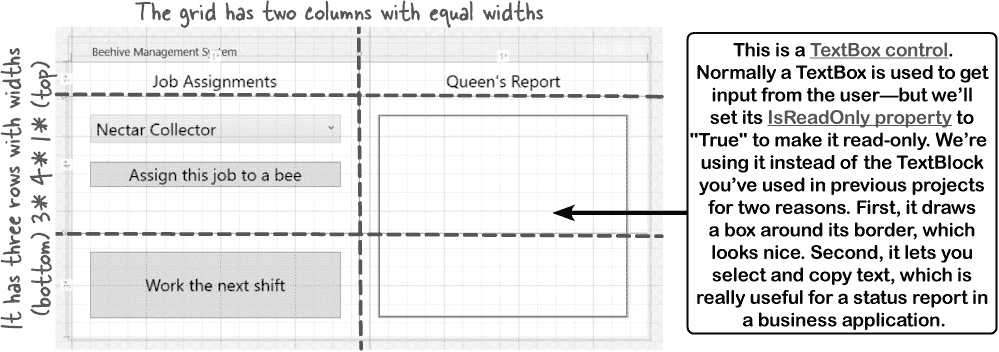 The grid has two columns with equal widths
It has three rows with widths
(bottom) 3* 4* 1* (top)
Beehive Management System
Job Assignments
Queen's Report
Nectar Collector
Assign this job to a bee
Work the next shift
This is a TextBox control.
Normally a TextBox is used to get
input from the user—but we'll
set its IsReadOnly property to
"True" to make it read-only. We're
using it instead of the TextBlock
you've used in previous projects
for two reasons. First, it draws
a box around its border, which
looks nice. Second, it lets you
select and copy text, which is
really useful for a status report in
a business application.